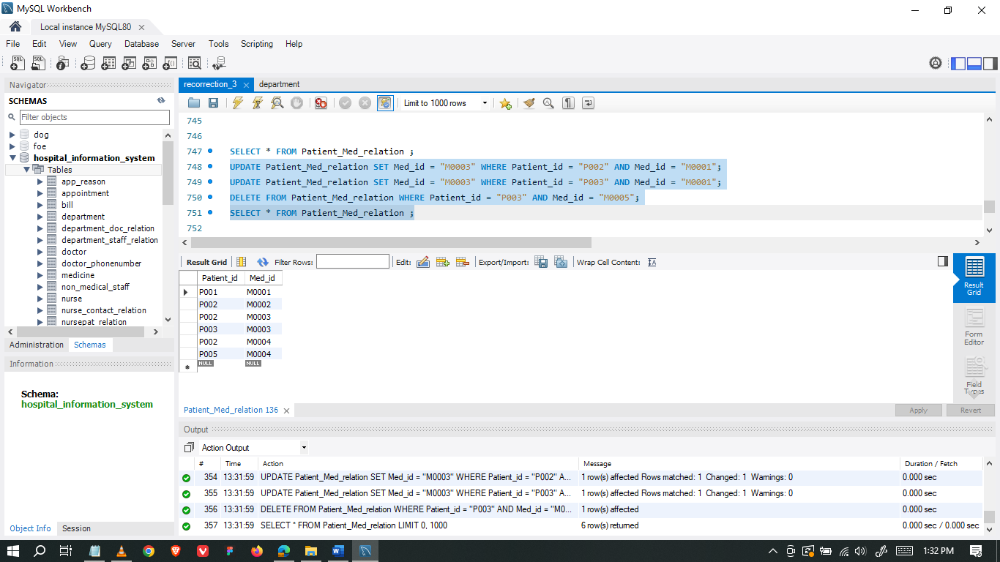 MySQL Workbench
Local instance MySQL80
File Edit View Query Database Server Tools Scripting Help
Navigator
SCHEMAS
Filter objects
dog
foe
hospital_information_system
Tables
app_reason
appointment
bill
department
department_doc_relation
department_staff_relation
doctor
doctor_phonenumber
medicine
non_medical_staff
nurse
nurse_contact_relation
nursepat_relation
Administration Schemas
Information
Schema:
hospital_information_system
Object Info Session
recorrection_3 department
Limit to 1000 rows
745
746
747 SELECT * FROM Patient_Med_relation ;
748 UPDATE Patient_Med_relation SET Med_id = "M0003" WHERE Patient_id = "P002" AND Med_id = "M0001";
749 UPDATE Patient_Med_relation SET Med_id = "M0003" WHERE Patient_id = "P003" AND Med_id = "M0001";
750 DELETE FROM Patient_Med_relation WHERE Patient_id = "P003" AND Med_id = "M0005";
751 SELECT * FROM Patient_Med_relation ;
752
Result Grid Filter Rows: Edit: Export/Import: Wrap Cell Content:
Patient_id Med_id
P001 M0001
P002 M0002
P002 M0003
P003 M0003
P002 M0004
P005 M0004
NULL NULL
Result
Grid
Form
Editor
Field
Types
Patient_Med_relation 136
Apply Revert
Output
Action Output
# Time Action Message Duration / Fetch
354 13:31:59 UPDATE Patient_Med_relation SET Med_id = "M0003" WHERE Patient_id = "P002" A... 1 row(s) affected Rows matched: 1 Changed: 1 Warnings: 0 0.000 sec
355 13:31:59 UPDATE Patient_Med_relation SET Med_id = "M0003" WHERE Patient_id = "P003" A... 1 row(s) affected Rows matched: 1 Changed: 1 Warnings: 0 0.000 sec
356 13:31:59 DELETE FROM Patient_Med_relation WHERE Patient_id = "P003" AND Med_id = "M0... 1 row(s) affected 0.000 sec
357 13:31:59 SELECT * FROM Patient_Med_relation LIMIT 0, 1000 6 row(s) returned 0.000 sec / 0.000 sec
1:32 PM